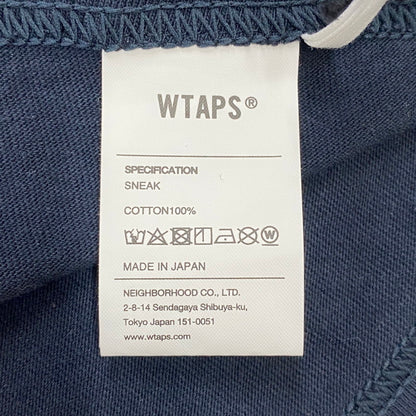 WTAPS®
SPECIFICATION
SNEAK
COTTON100%
MADE IN JAPAN
NEIGHBORHOOD CO., LTD.
2-8-14 Sendagaya Shibuya-ku,
Tokyo Japan 151-0051
www.wtaps.com